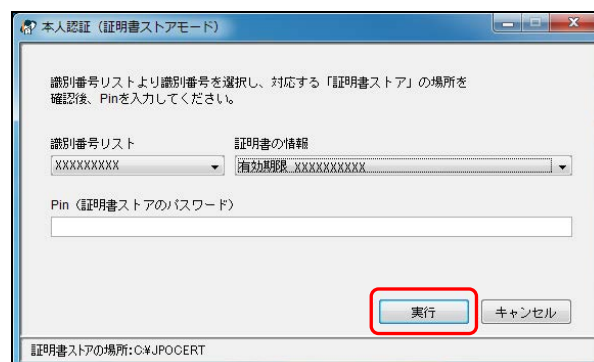 本人認証（証明書ストアモード）
識別番号リストより識別番号を選択し、対応する「証明書ストア」の場所を
確認後、Pinを入力してください。
識別番号リスト 証明書の情報
XXXXXXXXX 有効期限 XXXXXXXXXX
Pin（証明書ストアのパスワード）
実行 キャンセル
証明書ストアの場所:C:¥JPOCERT